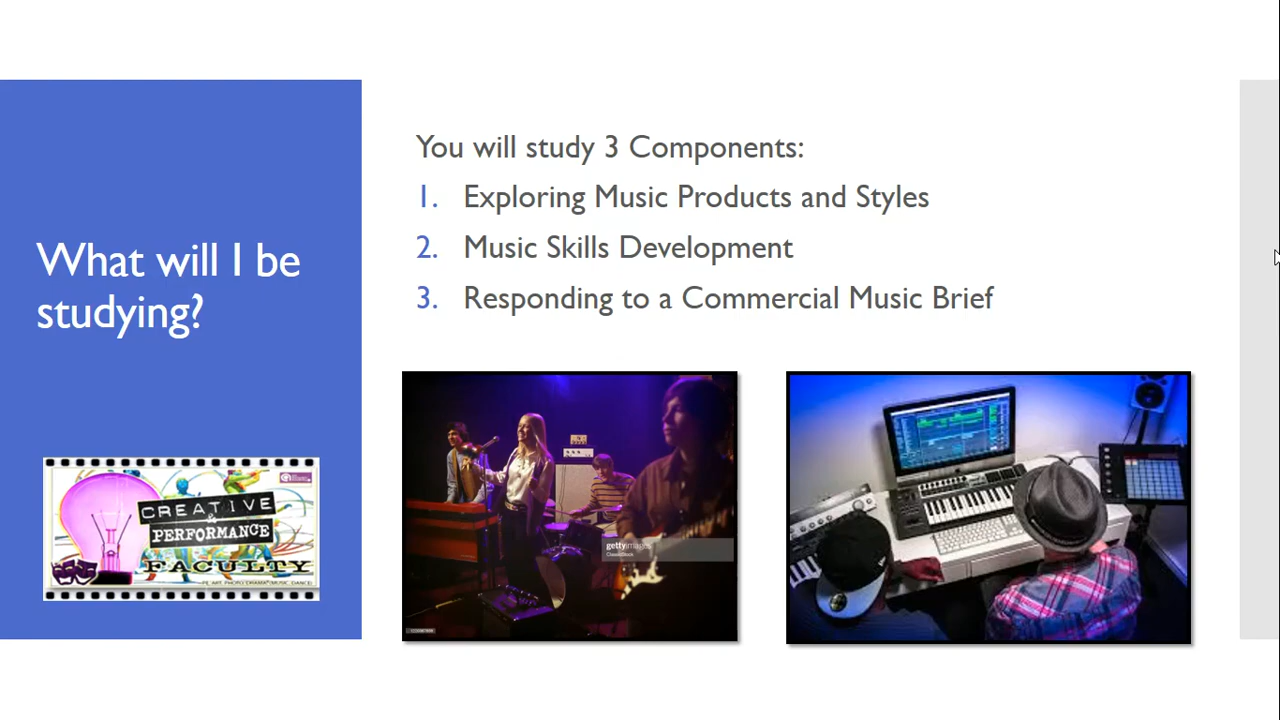 What will I be
studying?
You will study 3 Components:
1. Exploring Music Products and Styles
2. Music Skills Development
3. Responding to a Commercial Music Brief
CREATIVE
&
PERFORMANCE
FACULTY
gettyimages